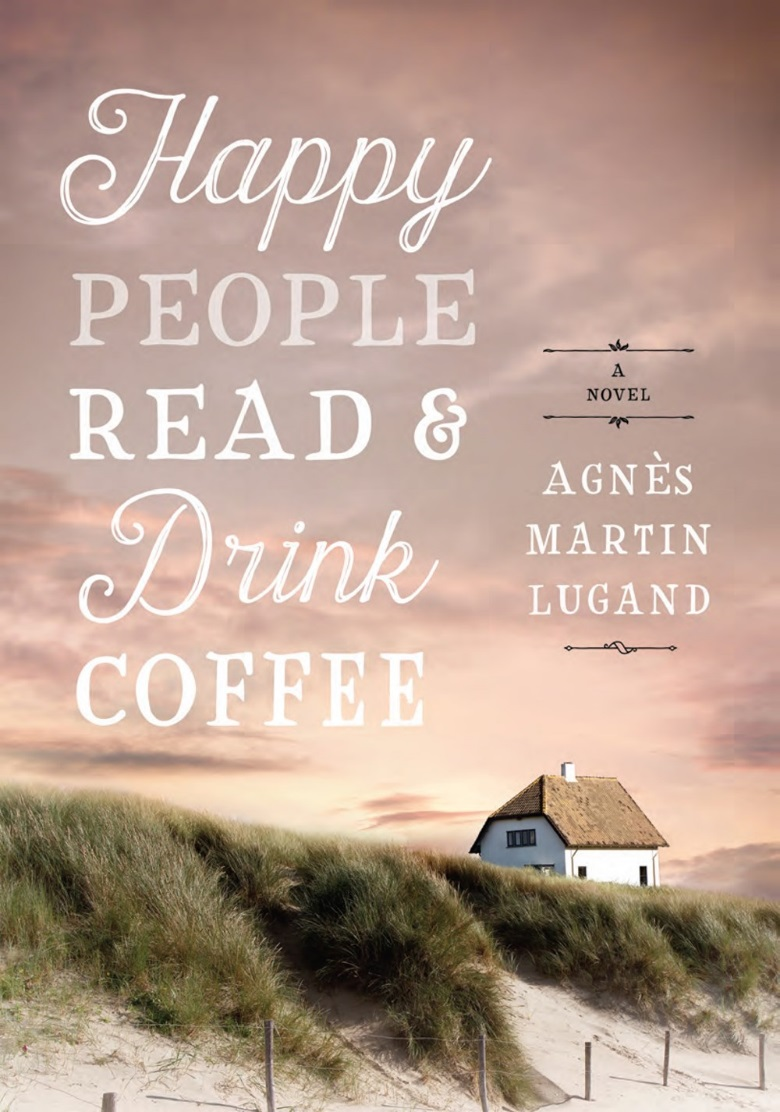 Happy
PEOPLE
READ &
Drink
COFFEE
A
NOVEL
AGNÈS
MARTIN
LUGAND